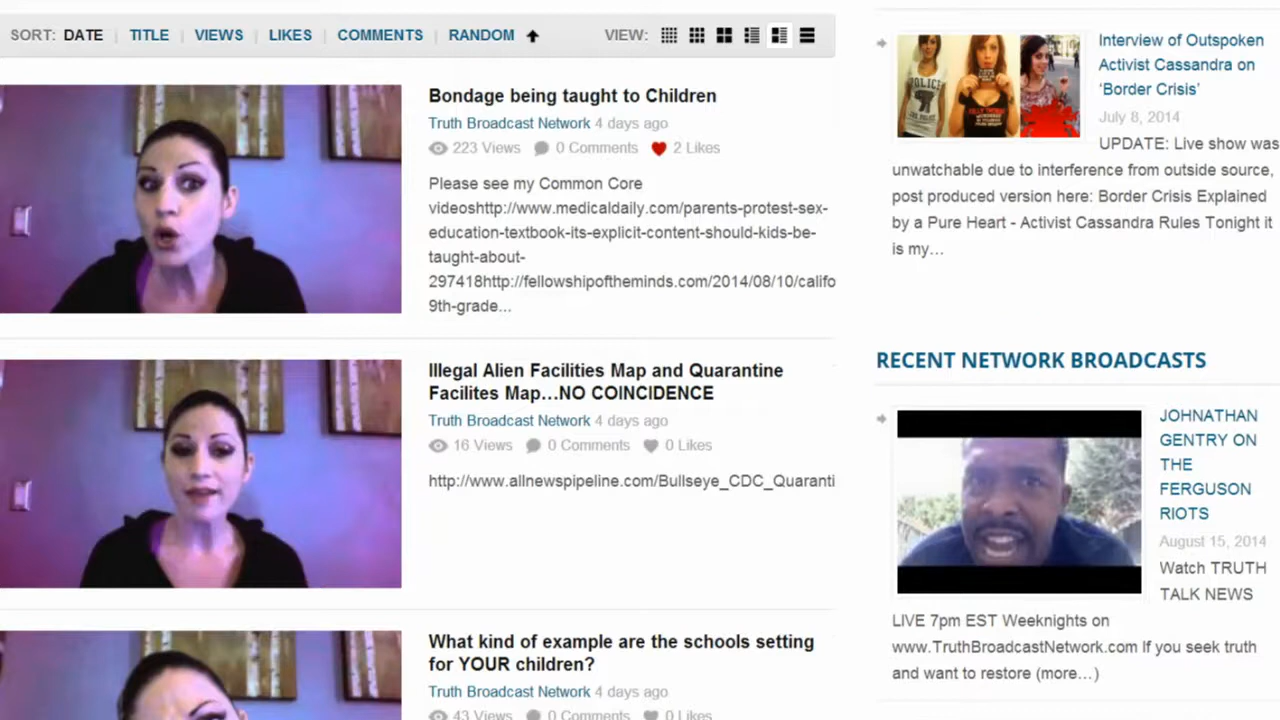 SORT: DATE | TITLE | VIEWS | LIKES | COMMENTS | RANDOM VIEW:
Bondage being taught to Children
Truth Broadcast Network 4 days ago
223 Views 0 Comments 2 Likes
Please see my Common Core
videoshttp://www.medicaldaily.com/parents-protest-sex-
education-textbook-its-explicit-content-should-kids-be-
taught-about-
297418http://fellowshipoftheminds.com/2014/08/10/califo
9th-grade...
Illegal Alien Facilities Map and Quarantine
Facilites Map...NO COINCIDENCE
Truth Broadcast Network 4 days ago
16 Views 0 Comments 0 Likes
http://www.allnewspipeline.com/Bullseye_CDC_Quaranti
What kind of example are the schools setting
for YOUR children?
Truth Broadcast Network 4 days ago
43 Views 0 Comments 0 Likes
Interview of Outspoken
Activist Cassandra on
‘Border Crisis’
July 8, 2014
UPDATE: Live show was
unwatchable due to interference from outside source,
post produced version here: Border Crisis Explained
by a Pure Heart - Activist Cassandra Rules Tonight it
is my...
POLICE
RECENT NETWORK BROADCASTS
JOHNATHAN
GENTRY ON
THE
FERGUSON
RIOTS
August 15, 2014
Watch TRUTH
TALK NEWS
LIVE 7pm EST Weeknights on
www.TruthBroadcastNetwork.com If you seek truth
and want to restore (more...)